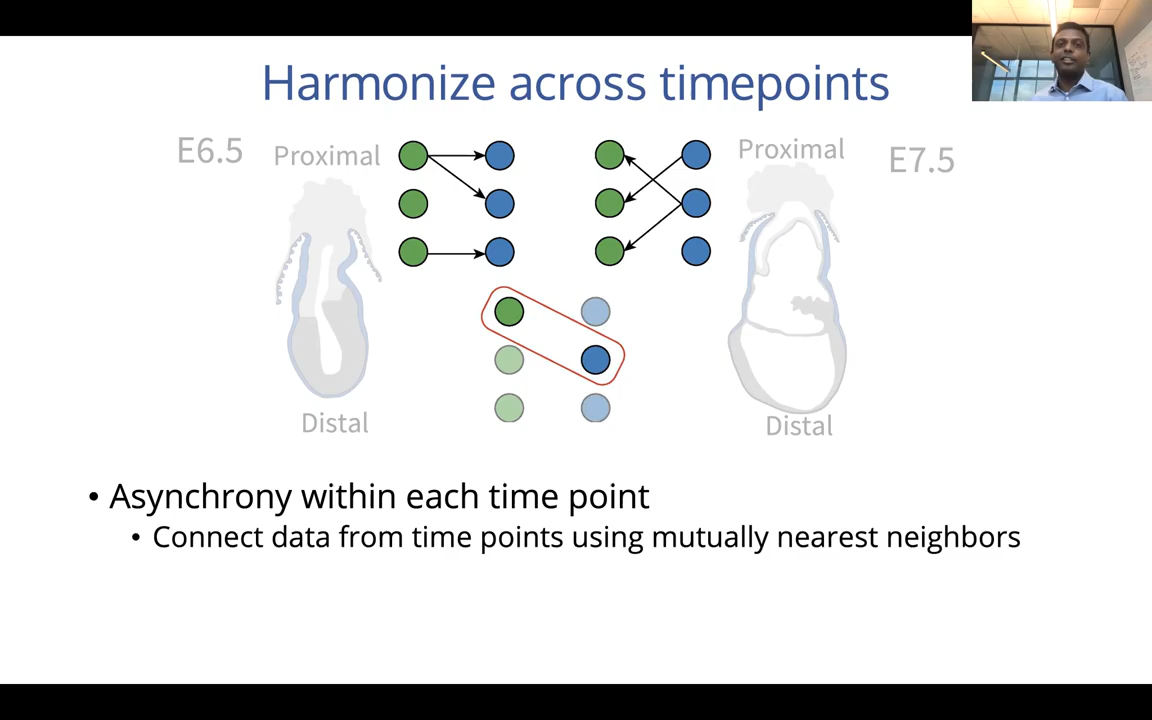 Harmonize across timepoints
E6.5
Proximal
Proximal
E7.5
Distal
Distal
• Asynchrony within each time point
• Connect data from time points using mutually nearest neighbors